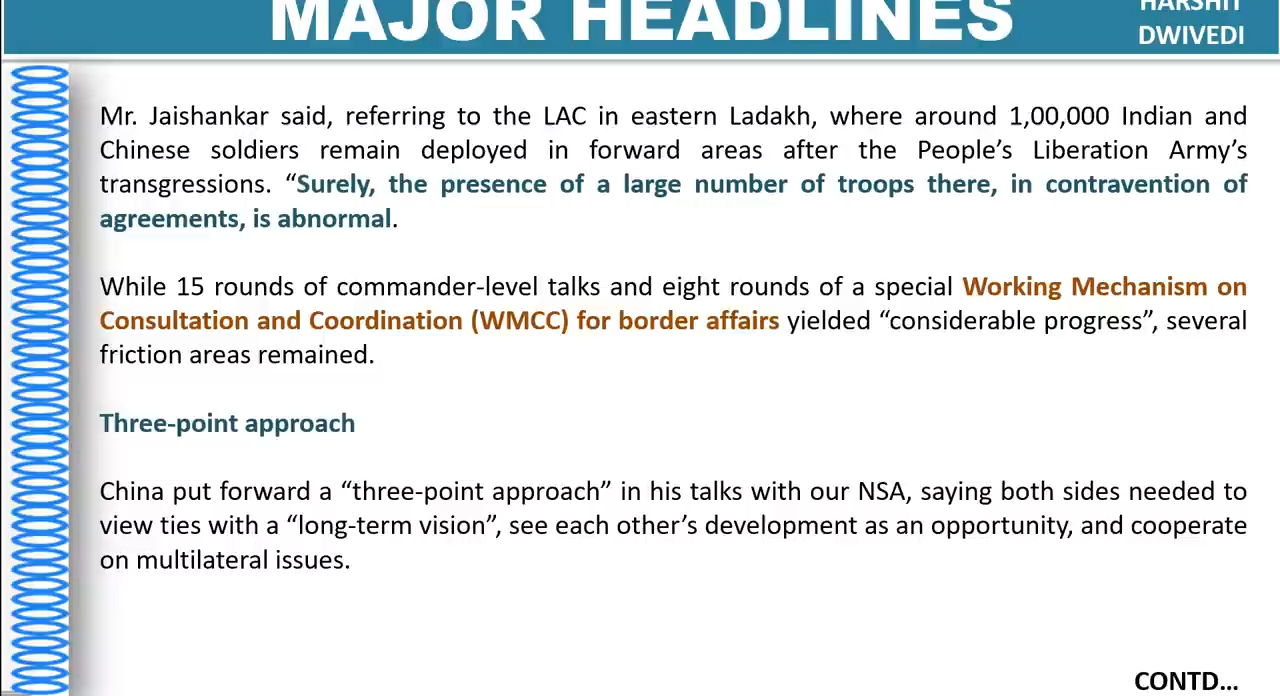 MAJOR HEADLINES
HARSHIT
DWIVEDI
Mr. Jaishankar said, referring to the LAC in eastern Ladakh, where around 1,00,000 Indian and
Chinese soldiers remain deployed in forward areas after the People’s Liberation Army’s
transgressions. “Surely, the presence of a large number of troops there, in contravention of
agreements, is abnormal.
While 15 rounds of commander-level talks and eight rounds of a special Working Mechanism on
Consultation and Coordination (WMCC) for border affairs yielded “considerable progress”, several
friction areas remained.
Three-point approach
China put forward a “three-point approach” in his talks with our NSA, saying both sides needed to
view ties with a “long-term vision”, see each other’s development as an opportunity, and cooperate
on multilateral issues.
CONTD...